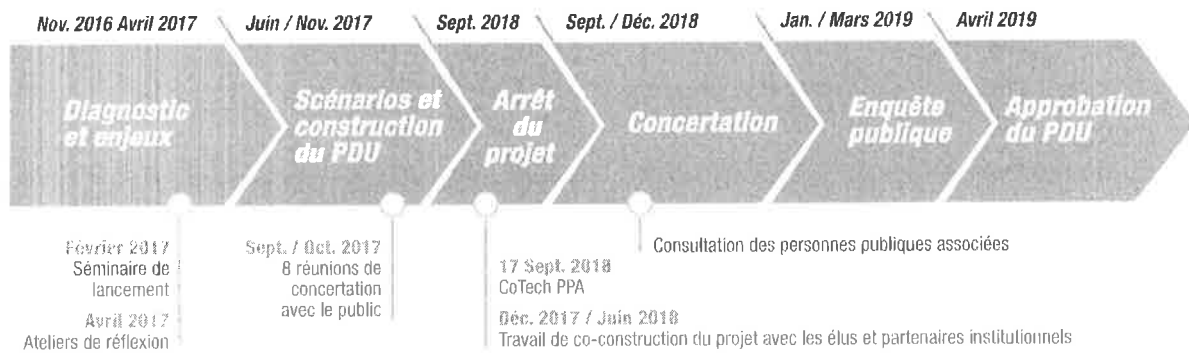 Nov. 2016 Avril 2017
Juin / Nov. 2017
Sept. 2018
Sept. / Déc. 2018
Jan. / Mars 2019
Avril 2019
Diagnostic
et enjeux
Scénarios et
construction
du PDU
Arrêt
du
projet
Concertation
Enquête
publique
Approbation
du PDU
Février 2017
Séminaire de
lancement
Avril 2017
Ateliers de réflexion
Sept. / Oct. 2017
8 réunions de
concertation
avec le public
17 Sept. 2018
CoTech PPA
Déc. 2017 / Juin 2018
Travail de co-construction du projet avec les élus et partenaires institutionnels
Consultation des personnes publiques associées